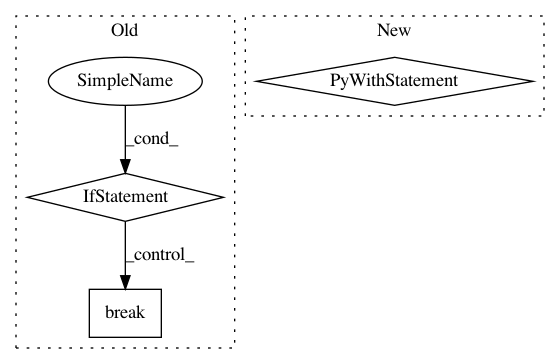 Old
New
SimpleName
PyWithStatement
_cond_
IfStatement
_control_
break